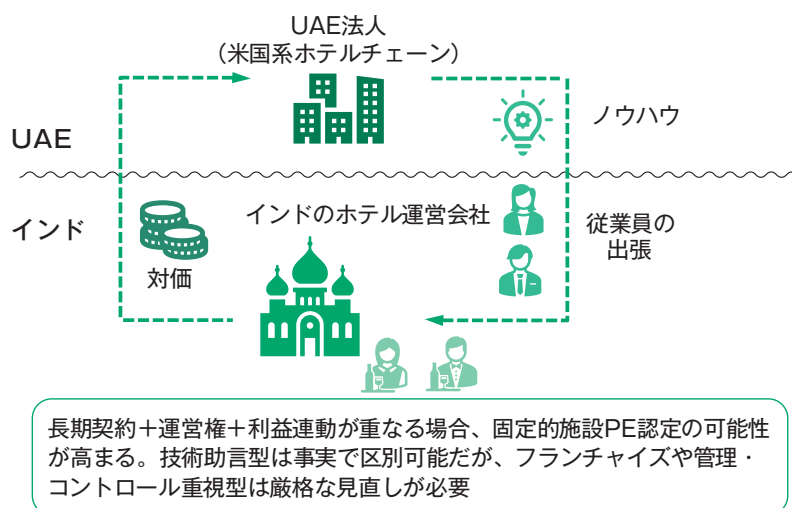 UAE法人
（米国系ホテルチェーン）
ノウハウ
UAE
インド
インドのホテル運営会社
従業員の
出張
対価
長期契約＋運営権＋利益連動が重なる場合、固定的施設PE認定の可能性
が高まる。技術助言型は事実で区別可能だが、フランチャイズや管理・
コントロール重視型は厳格な見直しが必要